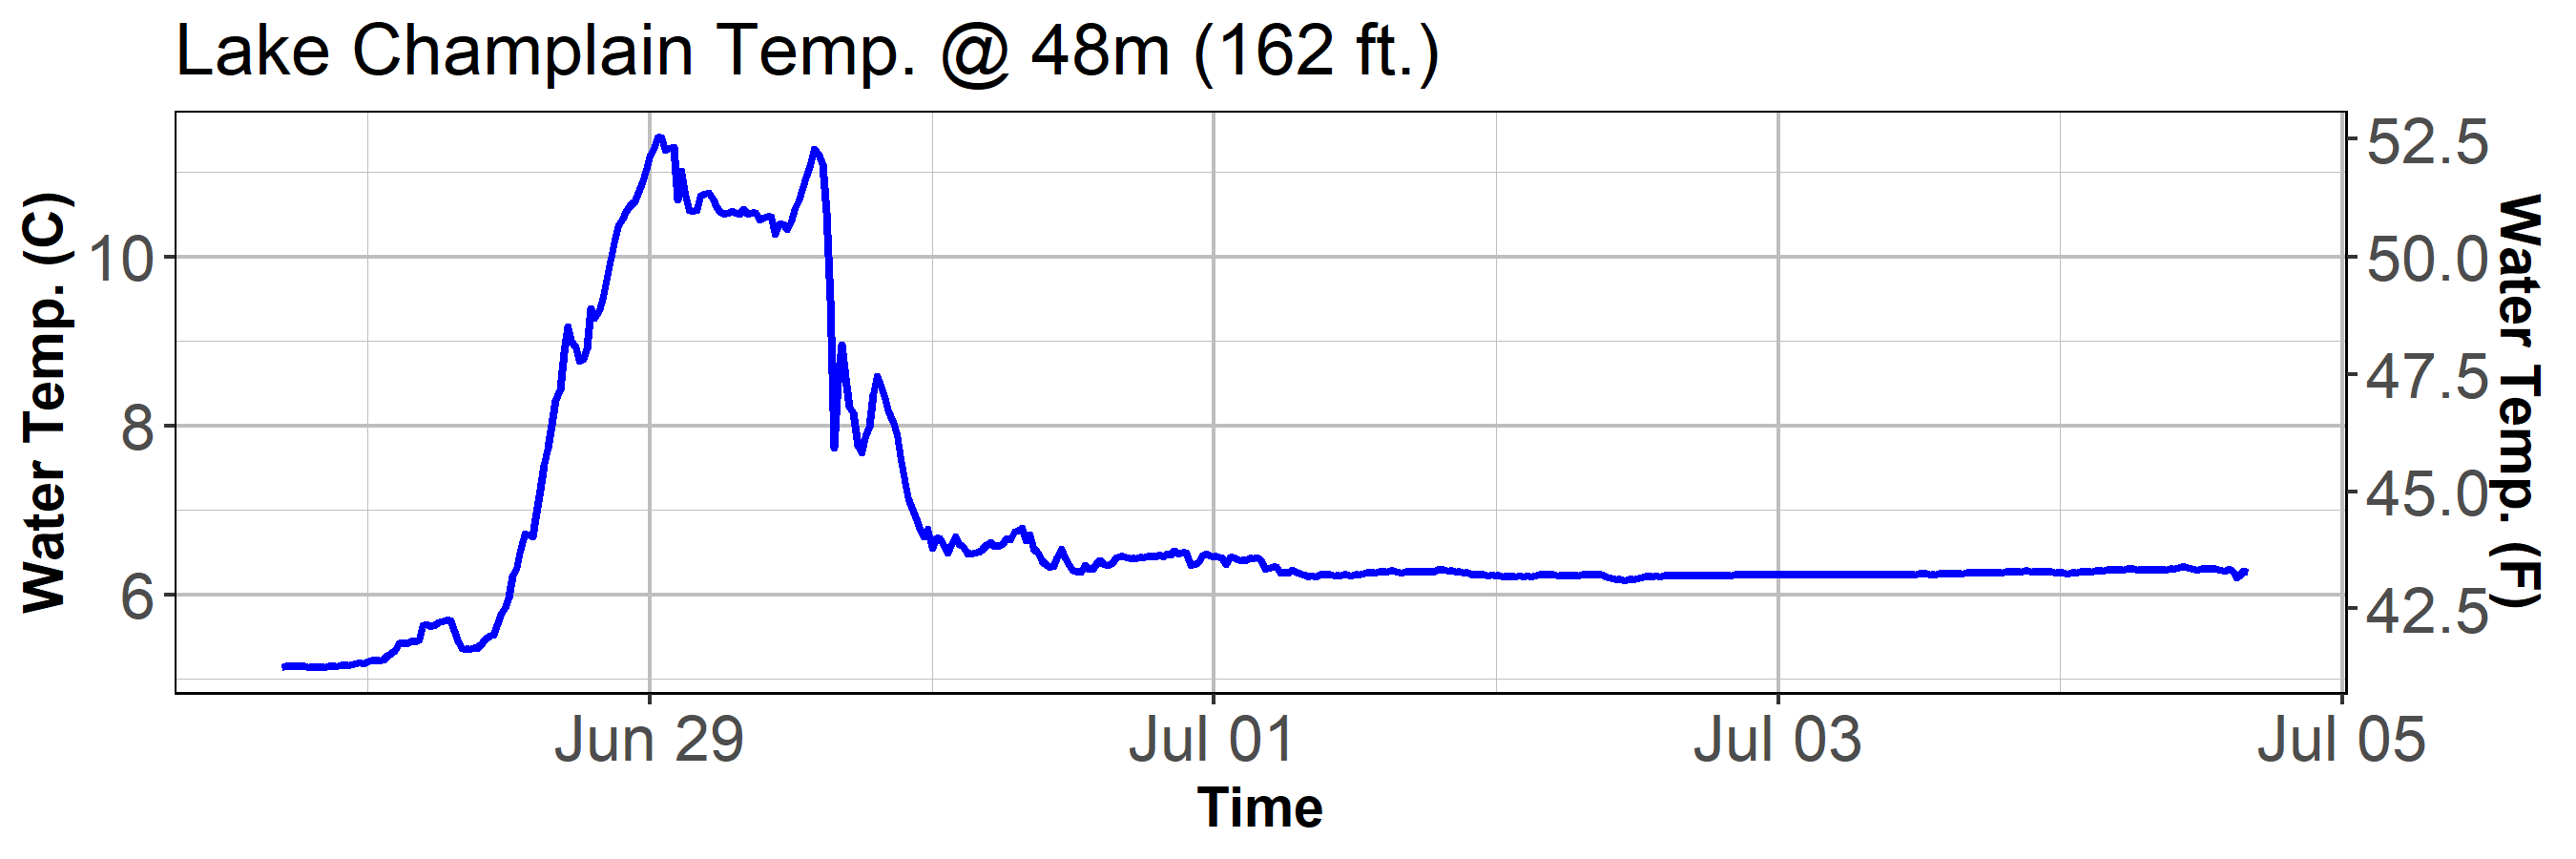 Lake Champlain Temp. @ 48m (162 ft.)
Water Temp. (C)
10
8
6
52.5
50.0
47.5
45.0
42.5
Water Temp. (F)
Jun 29
Jul 01
Jul 03
Jul 05
Time